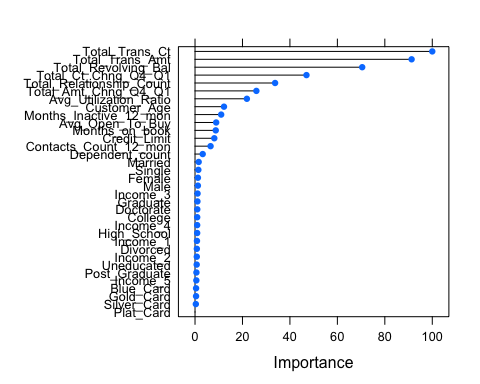 Total_Trans_Ct
Total_Trans_Amt
Total_Revolving_Bal
Total_Ct_Chng_Q4_Q1
Total_Relationship_Count
Total_Amt_Chng_Q4_Q1
Avg_Utilization_Ratio
Customer_Age
Months_Inactive_12_mon
Avg_Open_To_Buy
Months_on_book
Credit_Limit
Contacts_Count_12_mon
Dependent_count
Married
Single
Female
Male
Income_3
Graduate
Doctorate
College
Income_4
High_School
Income_1
Divorced
Income_2
Uneducated
Post_Graduate
Income_5
Blue_Card
Gold_Card
Silver_Card
Plat_Card
0 20 40 60 80 100
Importance